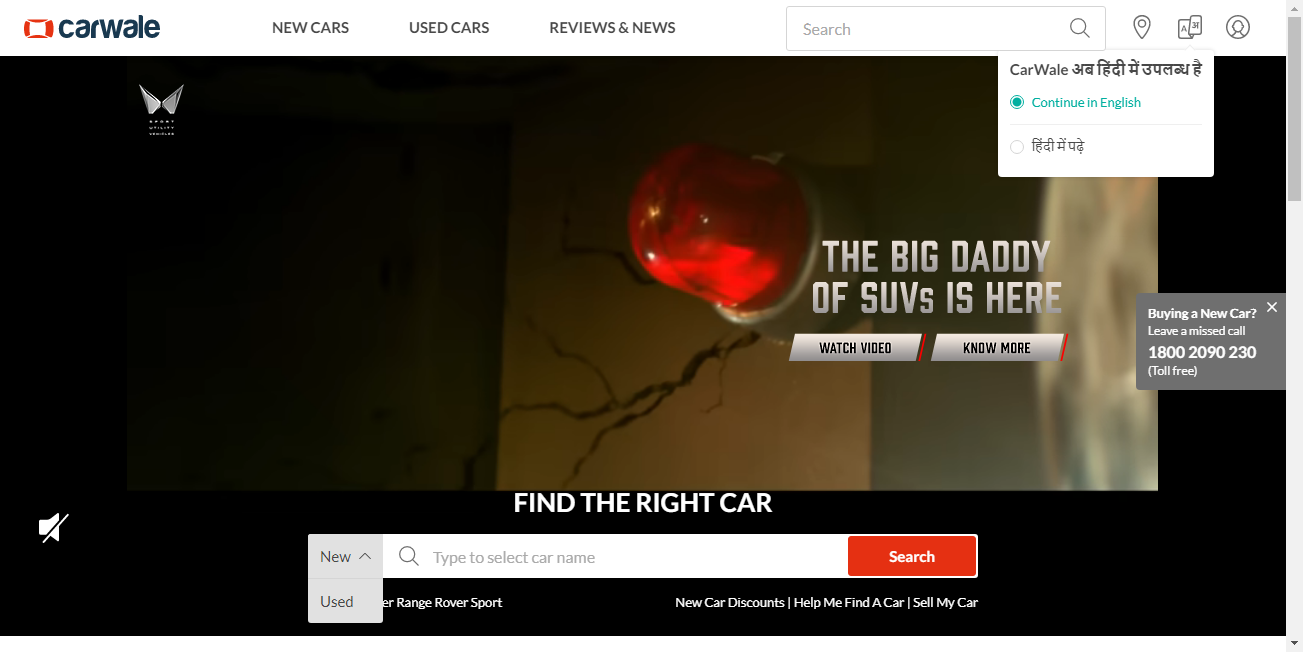 carwale
NEW CARS
USED CARS
REVIEWS & NEWS
Search
CarWale अब हिंदी में उपलब्ध है
Continue in English
हिंदी में पढ़े
SPORT
UTILITY
VEHICLES
THE BIG DADDY
OF SUVs IS HERE
WATCH VIDEO
KNOW MORE
Buying a New Car?
Leave a missed call
1800 2090 230
(Toll free)
FIND THE RIGHT CAR
New
Type to select car name
Search
Used
er Range Rover Sport
New Car Discounts | Help Me Find A Car | Sell My Car